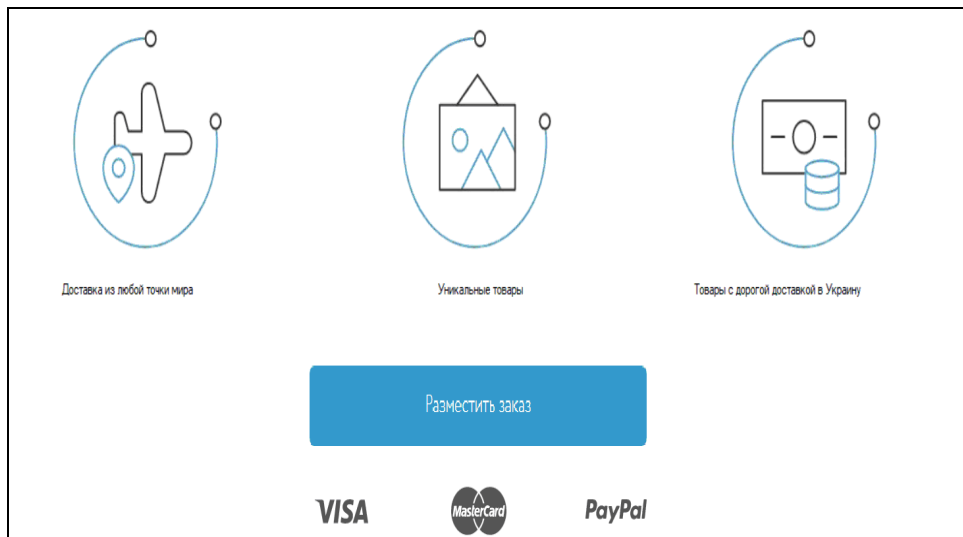 Доставка из любой точки мира
Уникальные товары
Товары с дорогой доставкой в Украину
Разместить заказ
VISA
MasterCard
PayPal